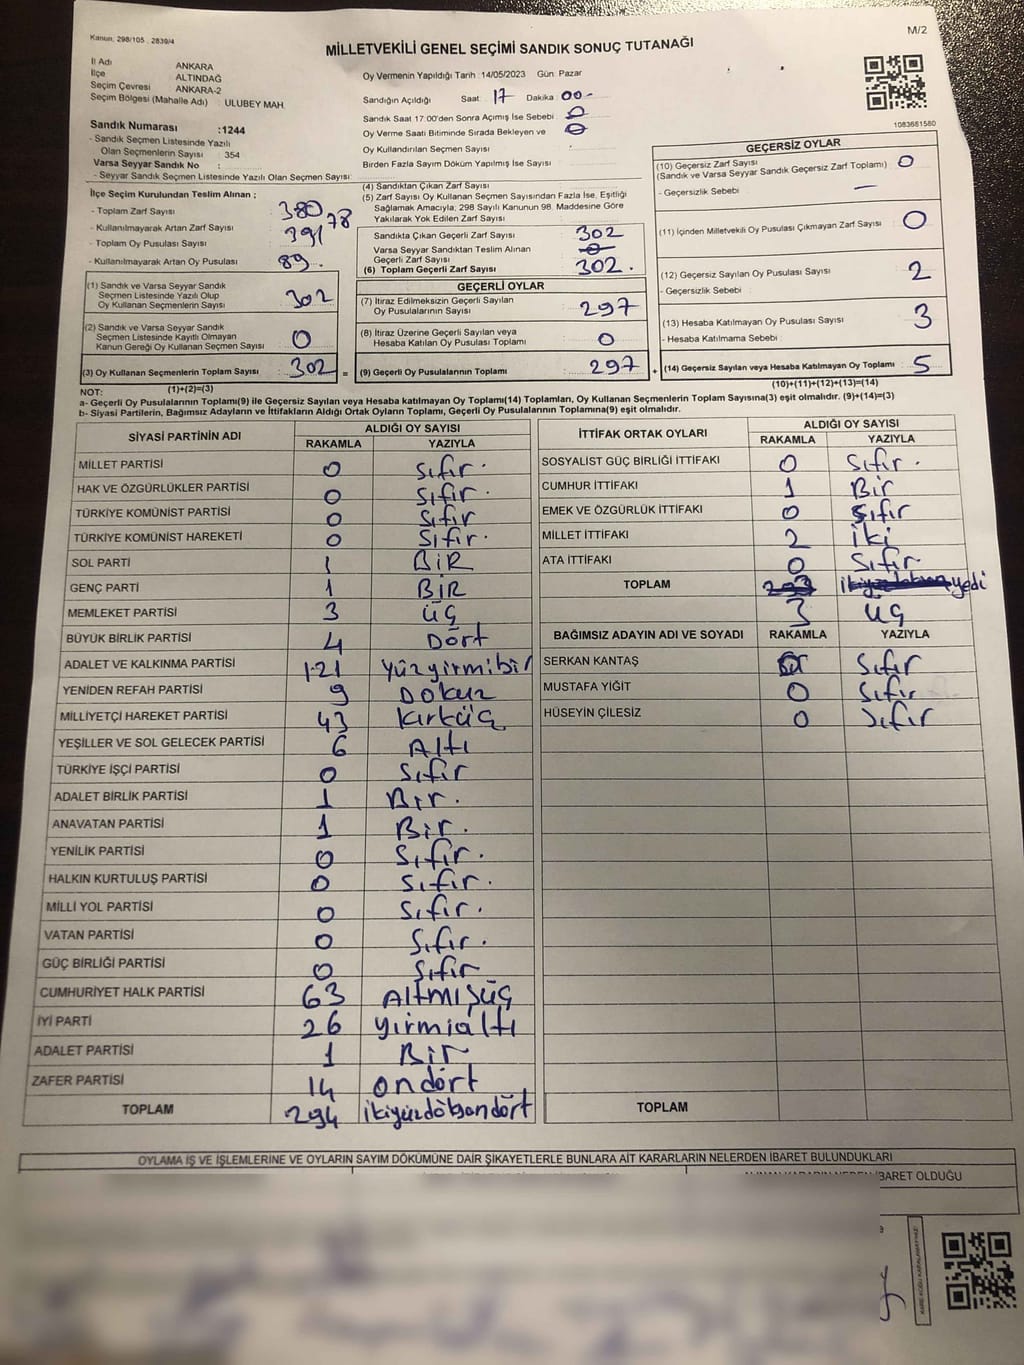 Kanun, 298/105 , 2839/4
M/2
MİLLETVEKİLİ GENEL SEÇİMİ SANDIK SONUÇ TUTANAĞI
İl Adı ANKARA
İlçe ALTINDAĞ
Seçim Çevresi ANKARA-2
Seçim Bölgesi (Mahalle Adı) : ULUBEY MAH.
Sandık Numarası :1244
- Sandık Seçmen Listesinde Yazılı
Olan Seçmenlerin Sayısı : 354
Varsa Seyyar Sandık No :
- Seyyar Sandık Seçmen Listesinde Yazılı Olan Seçmen Sayısı:
Oy Vermenin Yapıldığı Tarih :14/05/2023 Gün: Pazar
Sandığın Açıldığı Saat: 17 Dakika 00-
Sandık Saat 17:00'den Sonra Açımış İse Sebebi : 0
Oy Verme Saati Bitiminde Sırada Bekleyen ve 0
Oy Kullandırılan Seçmen Sayısı
Birden Fazla Sayım Döküm Yapılmış İse Sayısı
1083661580
İlçe Seçim Kurulundan Teslim Alınan ;
- Toplam Zarf Sayısı : 380
- Kullanılmayarak Artan Zarf Sayısı : 78
- Toplam Oy Pusulası Sayısı : 391
- Kullanılmayarak Artan Oy Pusulası : 89.
(1) Sandık ve Varsa Seyyar Sandık
Seçmen Listesinde Yazılı Olup
Oy Kullanan Seçmenlerin Sayısı : 302
(2) Sandık ve Varsa Seyyar Sandık
Seçmen Listesinde Kayıtlı Olmayan
Kanun Gereği Oy Kullanan Seçmen Sayısı : 0
(3) Oy Kullanan Seçmenlerin Toplam Sayısı : 302 =
(1)+(2)=(3)
(4) Sandıktan Çıkan Zarf Sayısı :
(5) Zarf Sayısı Oy Kullanan Seçmen Sayısından Fazla İse, Eşitliği
Sağlamak Amacıyla; 298 Sayılı Kanunun 98. Maddesine Göre
Yakılarak Yok Edilen Zarf Sayısı :
Sandıkta Çıkan Geçerli Zarf Sayısı : 302
Varsa Seyyar Sandıktan Teslim Alınan
Geçerli Zarf Sayısı : 0
(6) Toplam Geçerli Zarf Sayısı : 302.
GEÇERLİ OYLAR
(7) İtiraz Edilmeksizin Geçerli Sayılan
Oy Pusulalarının Sayısı : 297
(8) İtiraz Üzerine Geçerli Sayılan veya
Hesaba Katılan Oy Pusulası Toplamı : 0
(9) Geçerli Oy Pusulalarının Toplamı : 297 +
GEÇERSİZ OYLAR
(10) Geçersiz Zarf Sayısı
(Sandık ve Varsa Seyyar Sandık Geçersiz Zarf Toplamı) : 0
- Geçersizlik Sebebi : —
(11) İçinden Milletvekili Oy Pusulası Çıkmayan Zarf Sayısı : 0
(12) Geçersiz Sayılan Oy Pusulası Sayısı : 2
- Geçersizlik Sebebi :
(13) Hesaba Katılmayan Oy Pusulası Sayısı : 3
- Hesaba Katılmama Sebebi :
(14) Geçersiz Sayılan veya Hesaba Katılmayan Oy Toplamı : 5
(10)+(11)+(12)+(13)=(14)
NOT:
a- Geçerli Oy Pusulalarının Toplamı(9) ile Geçersiz Sayılan veya Hesaba katılmayan Oy Toplamı(14) Toplamları, Oy Kullanan Seçmenlerin Toplam Sayısına(3) eşit olmalıdır. (9)+(14)=(3)
b- Siyasi Partilerin, Bağımsız Adayların ve İttifakların Aldığı Ortak Oyların Toplamı, Geçerli Oy Pusulalarının Toplamına(9) eşit olmalıdır.
SİYASİ PARTİNİN ADI ALDIĞI OY SAYISI
RAKAMLA YAZIYLA
MİLLET PARTİSİ 0 Sıfır.
HAK VE ÖZGÜRLÜKLER PARTİSİ 0 Sıfır.
TÜRKİYE KOMÜNİST PARTİSİ 0 Sıfır
TÜRKİYE KOMÜNİST HAREKETİ 0 Sıfır.
SOL PARTİ 1 BİR
GENÇ PARTİ 1 BİR
MEMLEKET PARTİSİ 3 üç
BÜYÜK BİRLİK PARTİSİ 4 Dört
ADALET VE KALKINMA PARTİSİ 121 Yüzyirmibir
YENİDEN REFAH PARTİSİ 9 Dokuz
MİLLİYETÇİ HAREKET PARTİSİ 43 Kırküç
YEŞİLLER VE SOL GELECEK PARTİSİ 6 Altı
TÜRKİYE İŞÇİ PARTİSİ 0 Sıfır
ADALET BİRLİK PARTİSİ 1 Bir.
ANAVATAN PARTİSİ 1 Bir.
YENİLİK PARTİSİ 0 Sıfır.
HALKIN KURTULUŞ PARTİSİ 0 Sıfır.
MİLLİ YOL PARTİSİ 0 Sıfır.
VATAN PARTİSİ 0 Sıfır.
GÜÇ BİRLİĞİ PARTİSİ 0 Sıfır
CUMHURİYET HALK PARTİSİ 63 Altmışüç
İYİ PARTİ 26 yirmialtı
ADALET PARTİSİ 1 Bir
ZAFER PARTİSİ 14 ondört
TOPLAM 294 ikiyüzdoksandört
İTTİFAK ORTAK OYLARI ALDIĞI OY SAYISI
RAKAMLA YAZIYLA
SOSYALİST GÜÇ BİRLİĞİ İTTİFAKI 0 Sıfır.
CUMHUR İTTİFAKI 1 Bir
EMEK VE ÖZGÜRLÜK İTTİFAKI 0 Sıfır
MİLLET İTTİFAKI 2 iki
ATA İTTİFAKI 0 Sıfır
TOPLAM yedi
3 üç
BAĞIMSIZ ADAYIN ADI VE SOYADI RAKAMLA YAZIYLA
SERKAN KANTAŞ Sıfır
MUSTAFA YİĞİT 0 Sıfır
HÜSEYİN ÇİLESİZ 0 Sıfır
TOPLAM
OYLAMA İŞ VE İŞLEMLERİNE VE OYLARIN SAYIM DÖKÜMÜNE DAİR ŞİKAYETLERLE BUNLARA AİT KARARLARIN NELERDEN İBARET BULUNDUKLARI
İBARET OLDUĞU